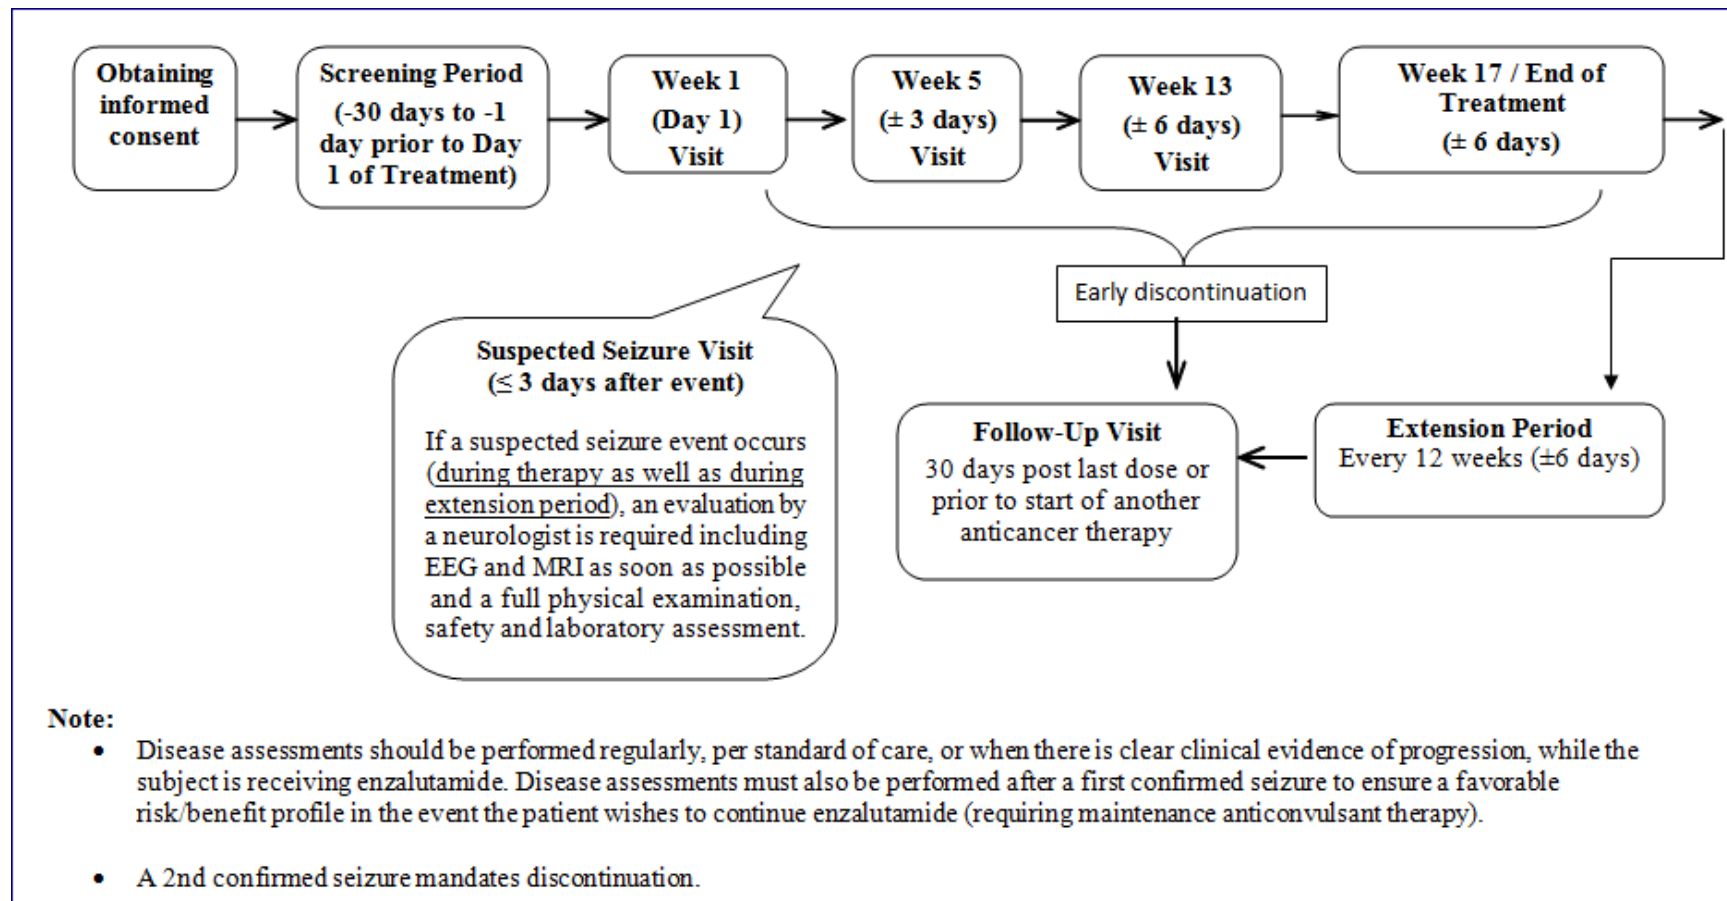 Obtaining
informed
consent
Screening Period
(-30 days to -1
day prior to Day
1 of Treatment)
Week 1
(Day 1)
Visit
Week 5
(± 3 days)
Visit
Week 13
(± 6 days)
Visit
Week 17 / End of
Treatment
(± 6 days)
Early discontinuation
Suspected Seizure Visit
(≤ 3 days after event)
If a suspected seizure event occurs
(during therapy as well as during
extension period), an evaluation by
a neurologist is required including
EEG and MRI as soon as possible
and a full physical examination,
safety and laboratory assessment.
Follow-Up Visit
30 days post last dose or
prior to start of another
anticancer therapy
Extension Period
Every 12 weeks (±6 days)
Note:
• Disease assessments should be performed regularly, per standard of care, or when there is clear clinical evidence of progression, while the
subject is receiving enzalutamide. Disease assessments must also be performed after a first confirmed seizure to ensure a favorable
risk/benefit profile in the event the patient wishes to continue enzalutamide (requiring maintenance anticonvulsant therapy).
• A 2nd confirmed seizure mandates discontinuation.